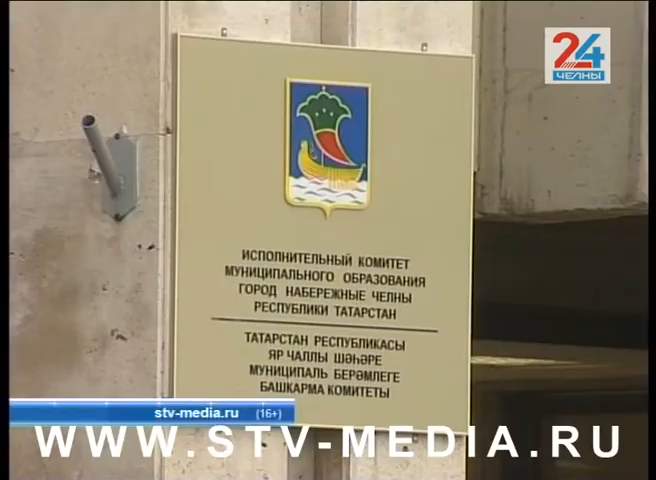 24
ЧЕЛНЫ
ИСПОЛНИТЕЛЬНЫЙ КОМИТЕТ
МУНИЦИПАЛЬНОГО ОБРАЗОВАНИЯ
ГОРОД НАБЕРЕЖНЫЕ ЧЕЛНЫ
РЕСПУБЛИКИ ТАТАРСТАН
ТАТАРСТАН РЕСПУБЛИКАСЫ
ЯР ЧАЛЛЫ ШӘҺӘРЕ
МУНИЦИПАЛЬ БЕРӘМЛЕГЕ
БАШКАРМА КОМИТЕТЫ
stv-media.ru (16+)
WWW.STV-MEDIA.RU